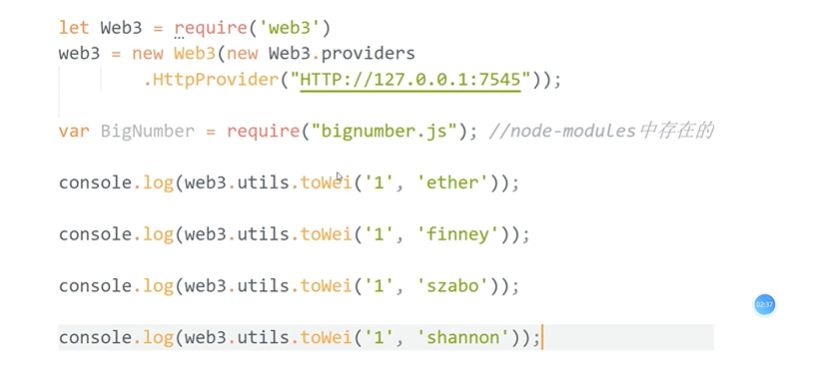 let Web3 = require('web3')
web3 = new Web3(new Web3.providers
.HttpProvider("HTTP://127.0.0.1:7545"));
var BigNumber = require("bignumber.js"); //node-modules中存在的
console.log(web3.utils.toWei('1', 'ether'));
console.log(web3.utils.toWei('1', 'finney'));
console.log(web3.utils.toWei('1', 'szabo'));
02:37
console.log(web3.utils.toWei('1', 'shannon'));